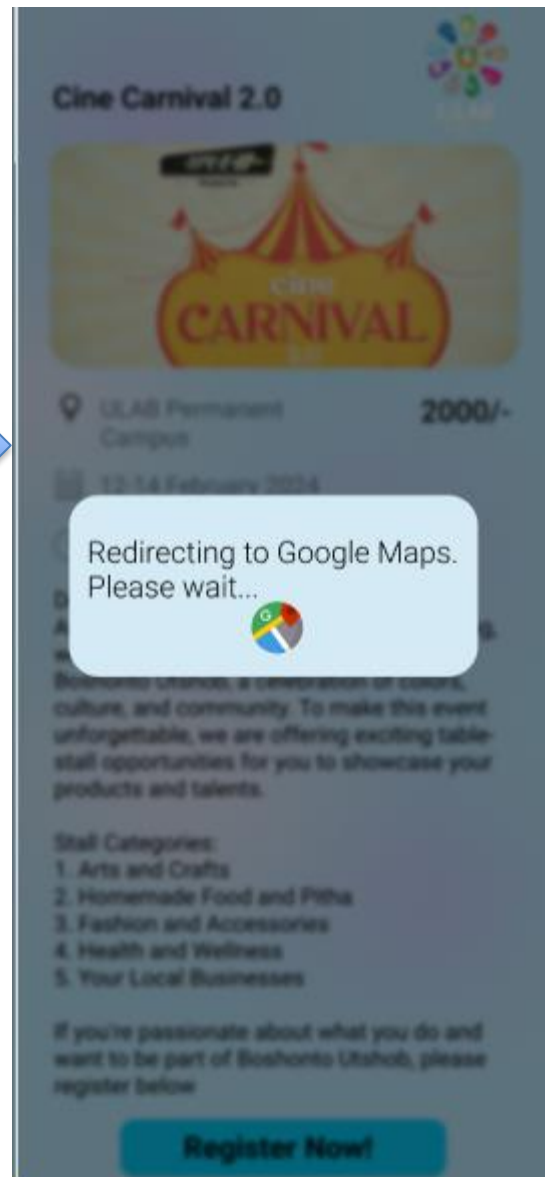 Cine Carnival 2.0
cine
CARNIVAL
ULAB Permanent
Campus
2000/-
12-14 February 2024
Redirecting to Google Maps.
Please wait...
Boshonto Utshob, a celebration of colors,
culture, and community. To make this event
unforgettable, we are offering exciting table-
stall opportunities for you to showcase your
products and talents.
Stall Categories:
1. Arts and Crafts
2. Homemade Food and Pitha
3. Fashion and Accessories
4. Health and Wellness
5. Your Local Businesses
If you're passionate about what you do and
want to be part of Boshonto Utshob, please
register below
Register Now!